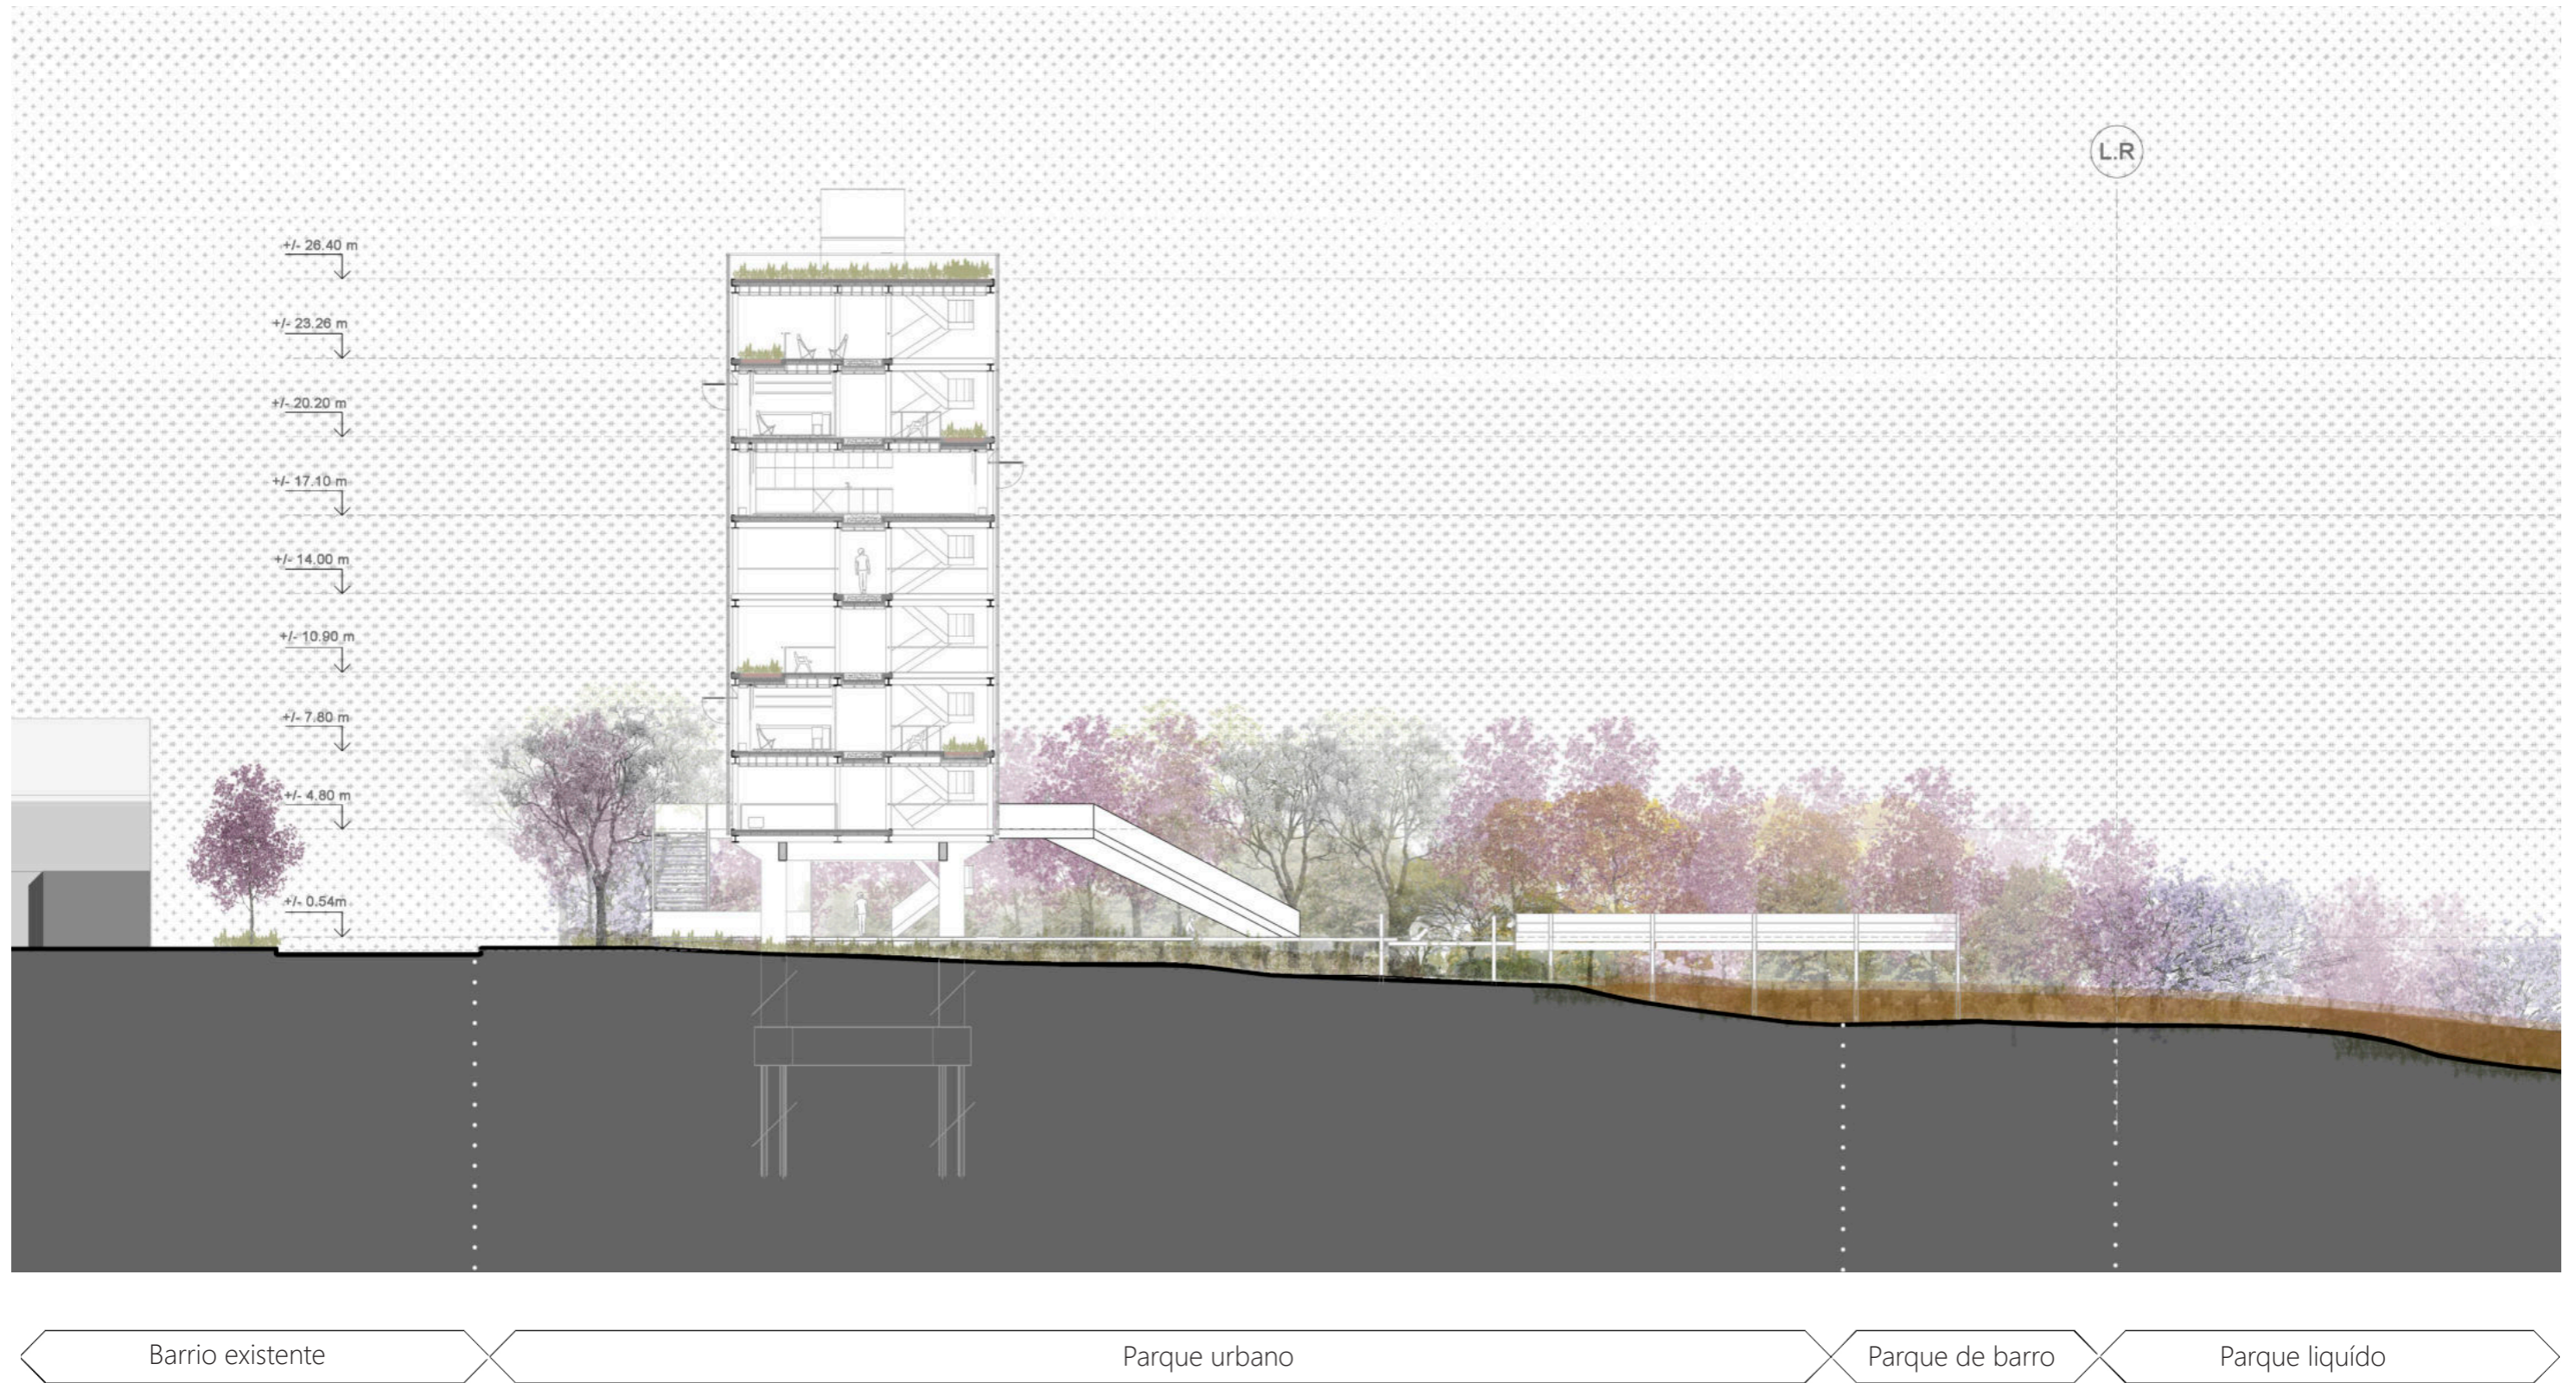 L.R
+/- 26.40 m
+/- 23.26 m
+/- 20.20 m
+/- 17.10 m
+/- 14.00 m
+/- 10.90 m
+/- 7.80 m
+/- 4.80 m
+/- 0.54m
Barrio existente
Parque urbano
Parque de barro
Parque liquído